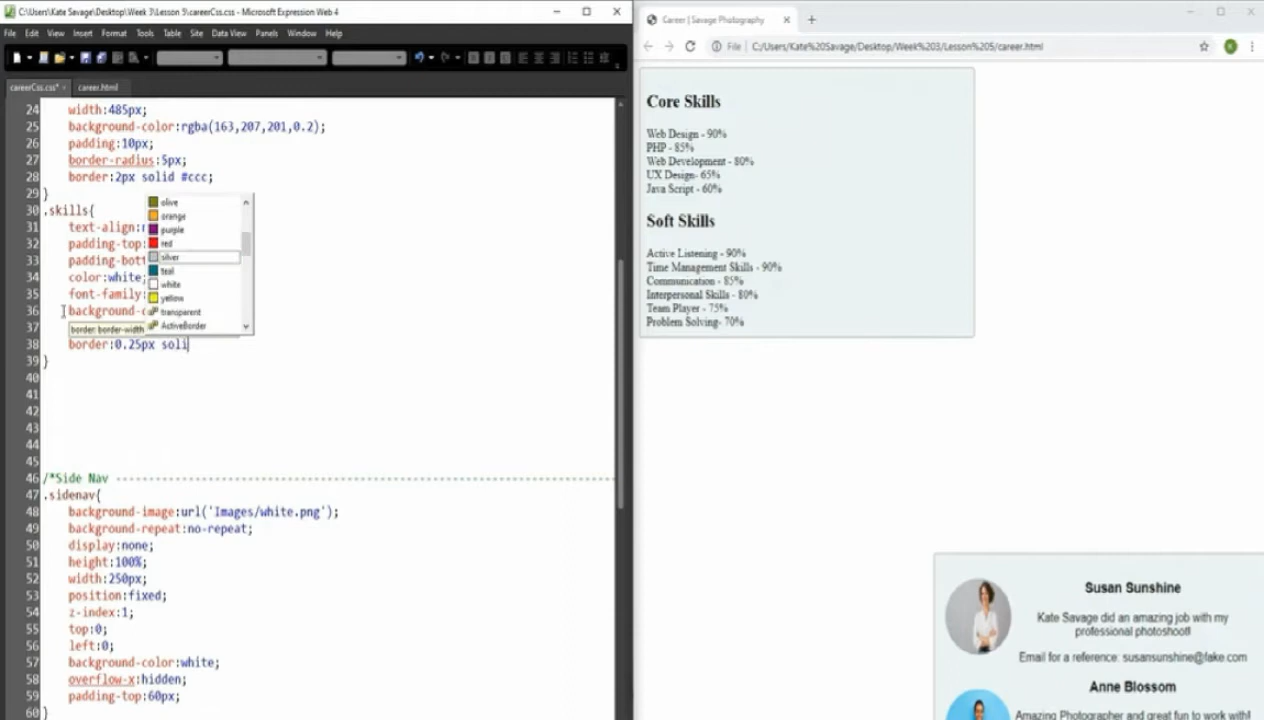 C:\Users\Kate Savage\Desktop\Week 3\Lesson 5\careerCss.css - Microsoft Expression Web 4
File Edit View Insert Format Tools Table Site Data View Panels Window Help
careerCss.css* career.html
24 width:485px;
25 background-color:rgba(163,207,201,0.2);
26 padding:10px;
27 border-radius:5px;
28 border:2px solid #ccc;
29 }
30 .skills{
31 text-align:
32 padding-top:
33 padding-bott
34 color:white;
35 font-family:
36 background-c
37
38 border:0.25px soli
39 }
olive
orange
purple
red
silver
teal
white
yellow
transparent
ActiveBorder
border: border-width
40
41
42
43
44
45
46 /*Side Nav --------------------------------------------------------------
47 .sidenav{
48 background-image:url('Images/white.png');
49 background-repeat:no-repeat;
50 display:none;
51 height:100%;
52 width:250px;
53 position:fixed;
54 z-index:1;
55 top:0;
56 left:0;
57 background-color:white;
58 overflow-x:hidden;
59 padding-top:60px;
60 }
Career | Savage Photography
File C:/Users/Kate%20Savage/Desktop/Week%203/Lesson%205/career.html
Core Skills
Web Design - 90%
PHP - 85%
Web Development - 80%
UX Design- 65%
Java Script - 60%
Soft Skills
Active Listening - 90%
Time Management Skills - 90%
Communication - 85%
Interpersonal Skills - 80%
Team Player - 75%
Problem Solving- 70%
Susan Sunshine
Kate Savage did an amazing job with my
professional photoshoot!
Email for a reference: susansunshine@fake.com
Anne Blossom
Amazing Photographer and great fun to work with!